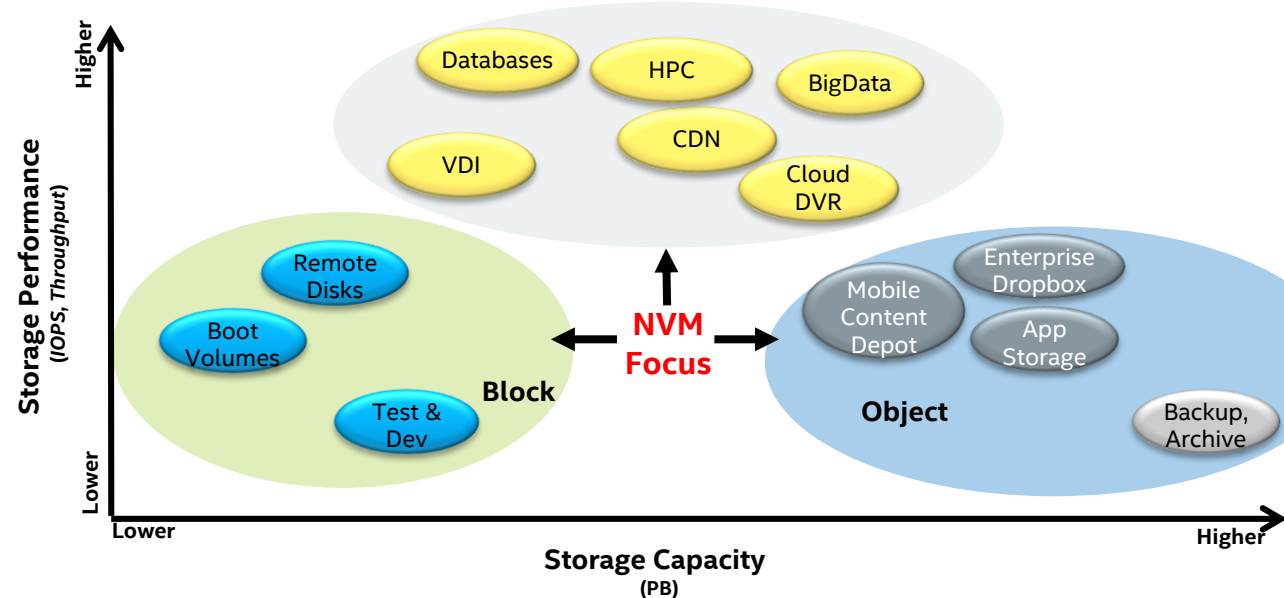 Higher
Storage Performance
(IOPS, Throughput)
Lower
Databases
HPC
BigData
CDN
VDI
Cloud
DVR
Remote
Disks
Boot
Volumes
Test &
Dev
Block
NVM
Focus
Enterprise
Dropbox
Mobile
Content
Depot
App
Storage
Object
Backup,
Archive
Lower
Higher
Storage Capacity
(PB)